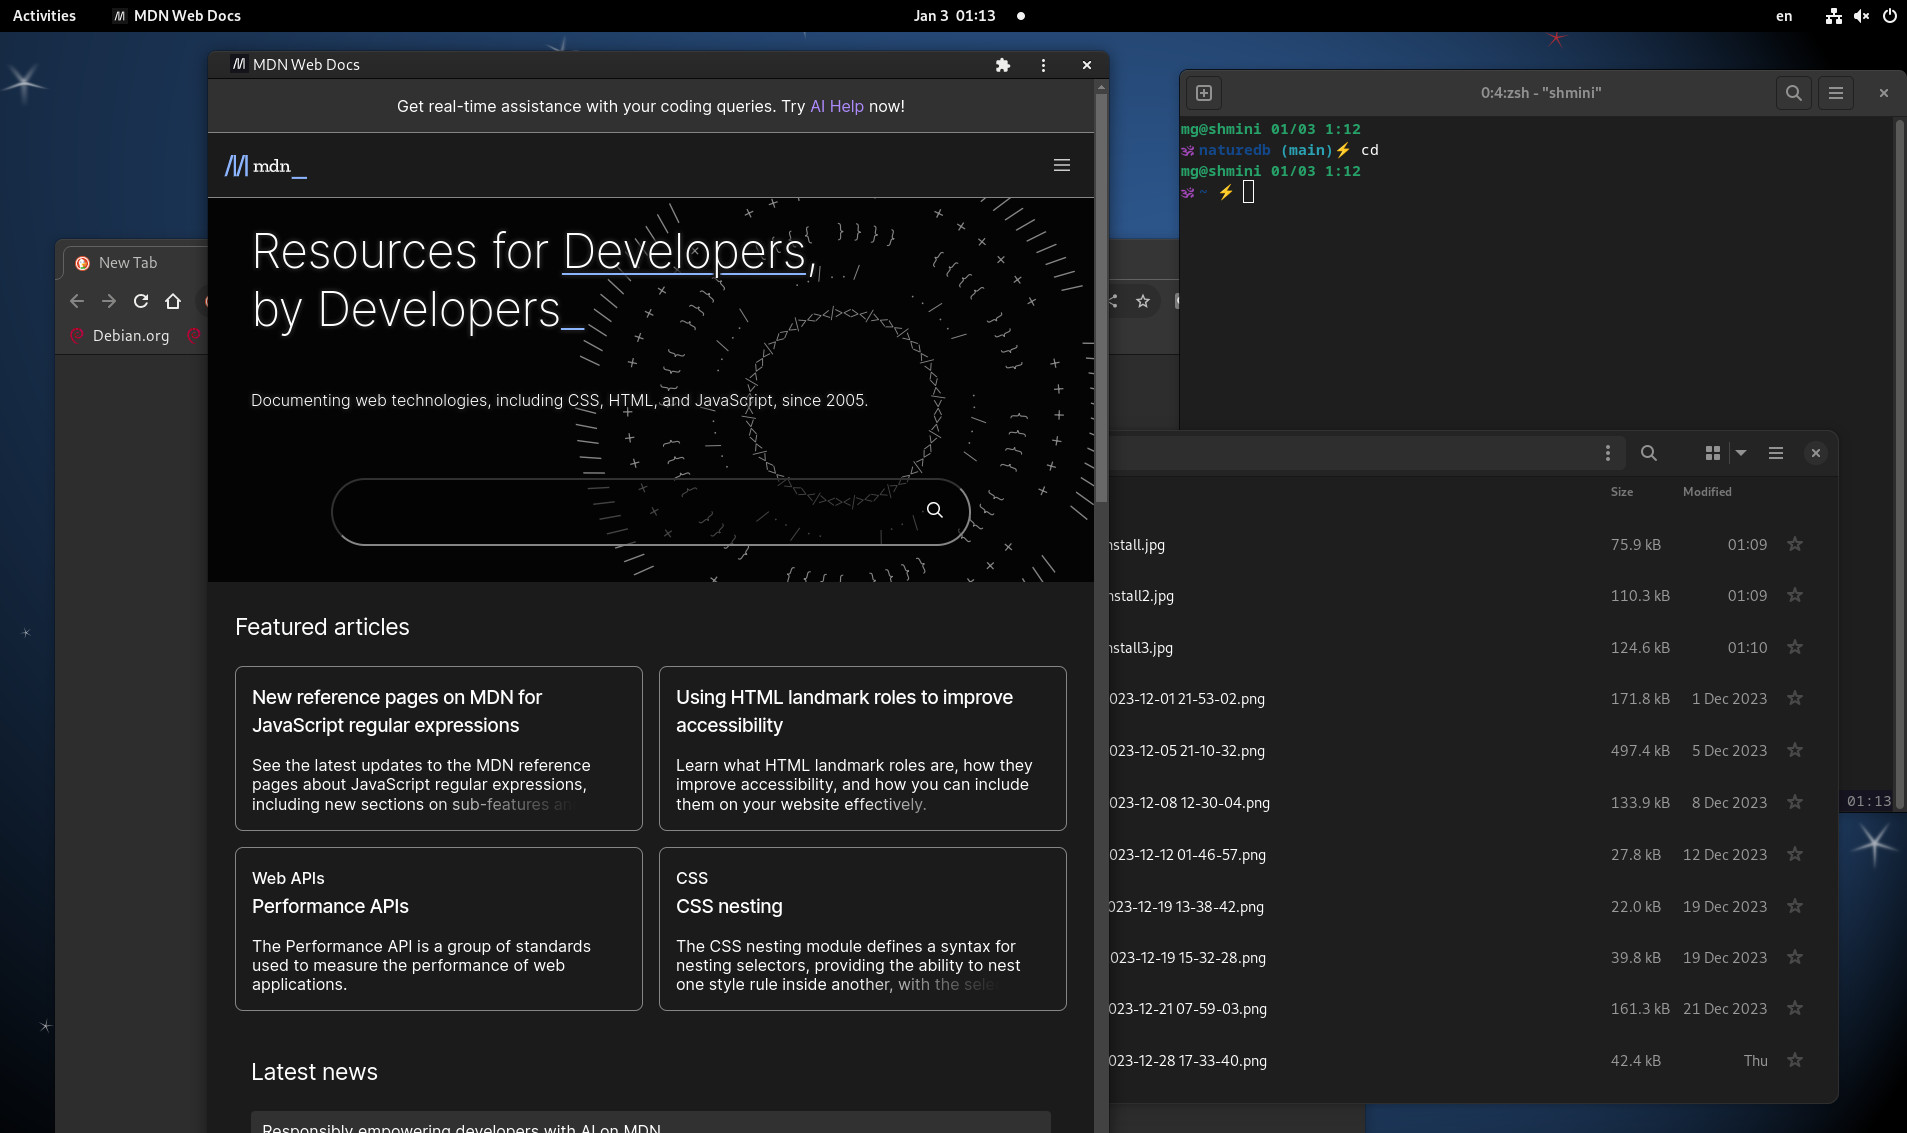 Activities
MDN Web Docs
Jan 3 01:13
en
MDN Web Docs
Get real-time assistance with your coding queries. Try AI Help now!
mdn_
Resources for Developers,
by Developers_
Documenting web technologies, including CSS, HTML, and JavaScript, since 2005.
Featured articles
New reference pages on MDN for
JavaScript regular expressions
See the latest updates to the MDN reference
pages about JavaScript regular expressions,
including new sections on sub-features an
Using HTML landmark roles to improve
accessibility
Learn what HTML landmark roles are, how they
improve accessibility, and how you can include
them on your website effectively.
Web APIs
Performance APIs
The Performance API is a group of standards
used to measure the performance of web
applications.
CSS
CSS nesting
The CSS nesting module defines a syntax for
nesting selectors, providing the ability to nest
one style rule inside another, with the sele
Latest news
Responsibly empowering developers with AI on MDN
New Tab
Debian.org
0:4:zsh - "shmini"
mg@shmini 01/03 1:12
ॐ naturedb (main)⚡ cd
mg@shmini 01/03 1:12
ॐ ~ ⚡
01:13
Size Modified
nstall.jpg 75.9 kB 01:09
nstall2.jpg 110.3 kB 01:09
nstall3.jpg 124.6 kB 01:10
023-12-01 21-53-02.png 171.8 kB 1 Dec 2023
023-12-05 21-10-32.png 497.4 kB 5 Dec 2023
023-12-08 12-30-04.png 133.9 kB 8 Dec 2023
023-12-12 01-46-57.png 27.8 kB 12 Dec 2023
023-12-19 13-38-42.png 22.0 kB 19 Dec 2023
023-12-19 15-32-28.png 39.8 kB 19 Dec 2023
023-12-21 07-59-03.png 161.3 kB 21 Dec 2023
023-12-28 17-33-40.png 42.4 kB Thu